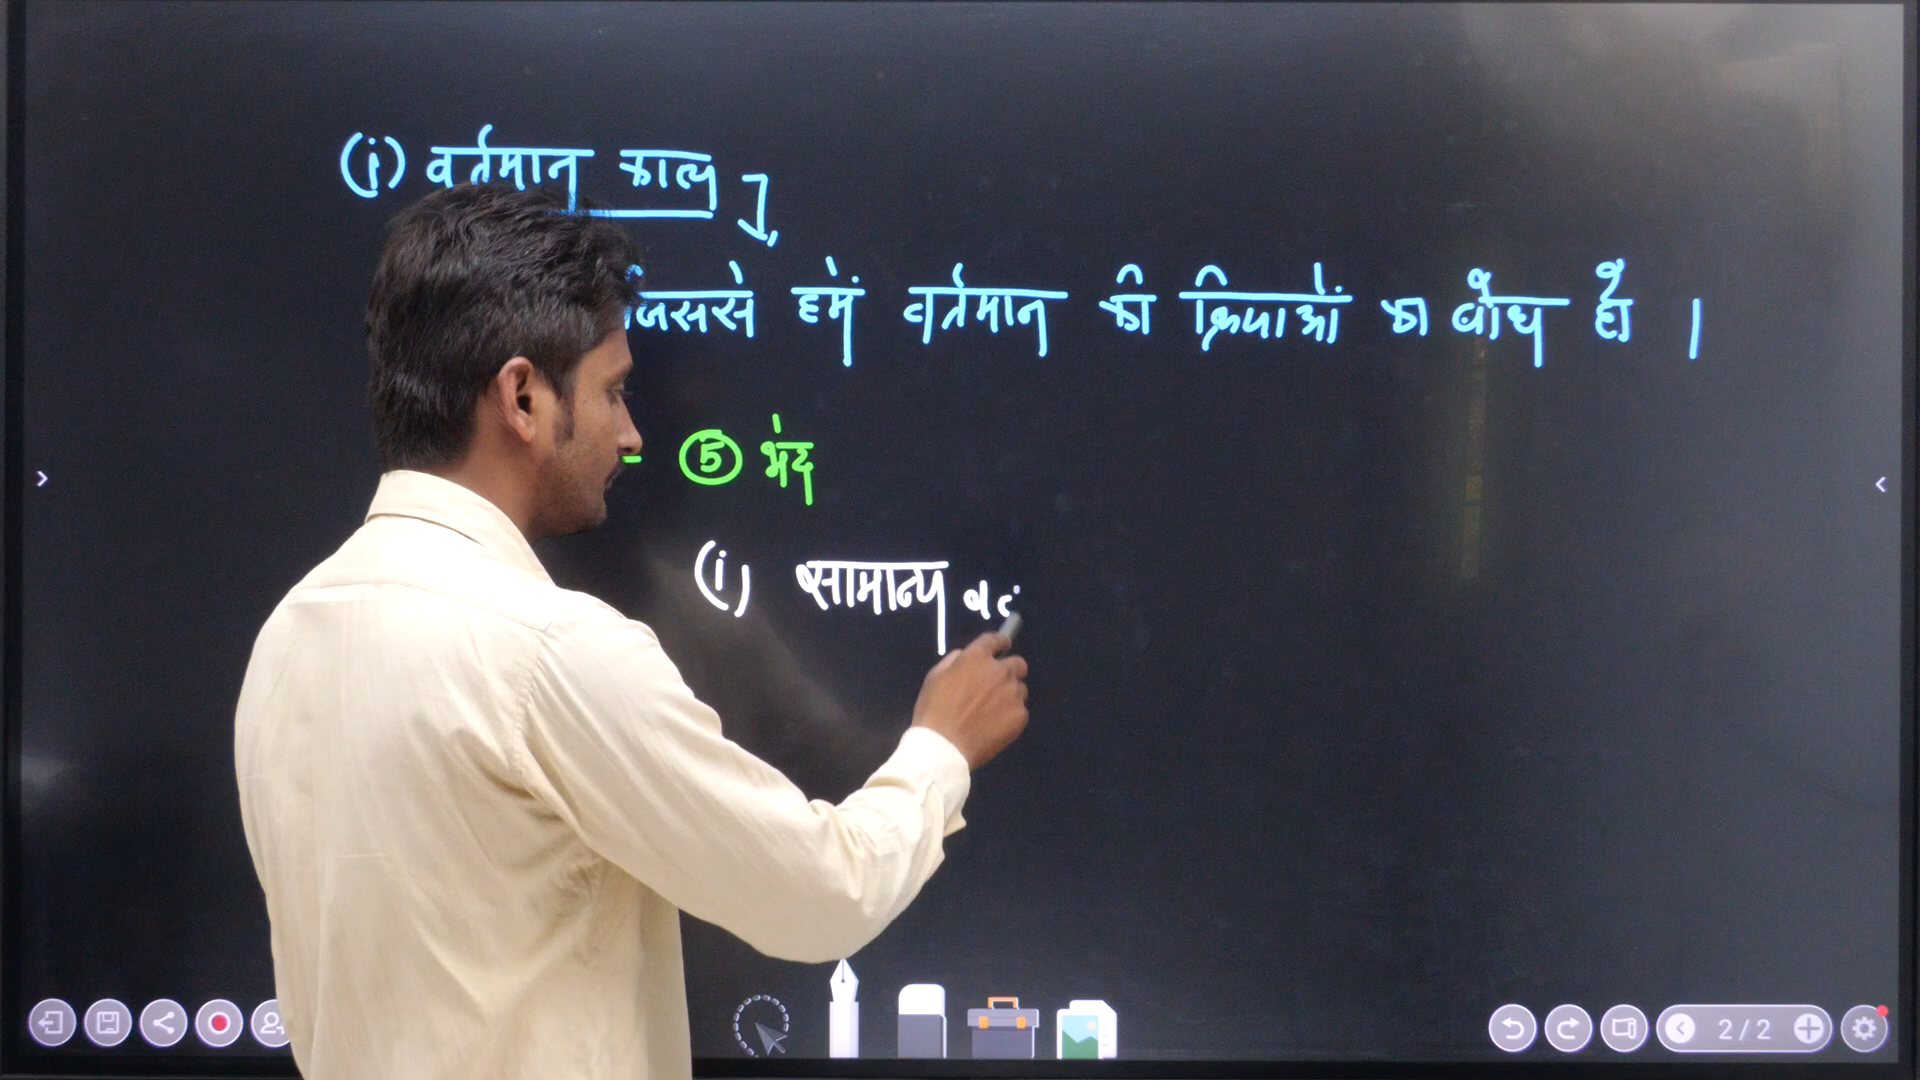 (i) वर्तमान काल ],
जिससे हमें वर्तमान की क्रियाओं का बोध हो ।
⑤ भेद
(i) सामान्य व
2/2